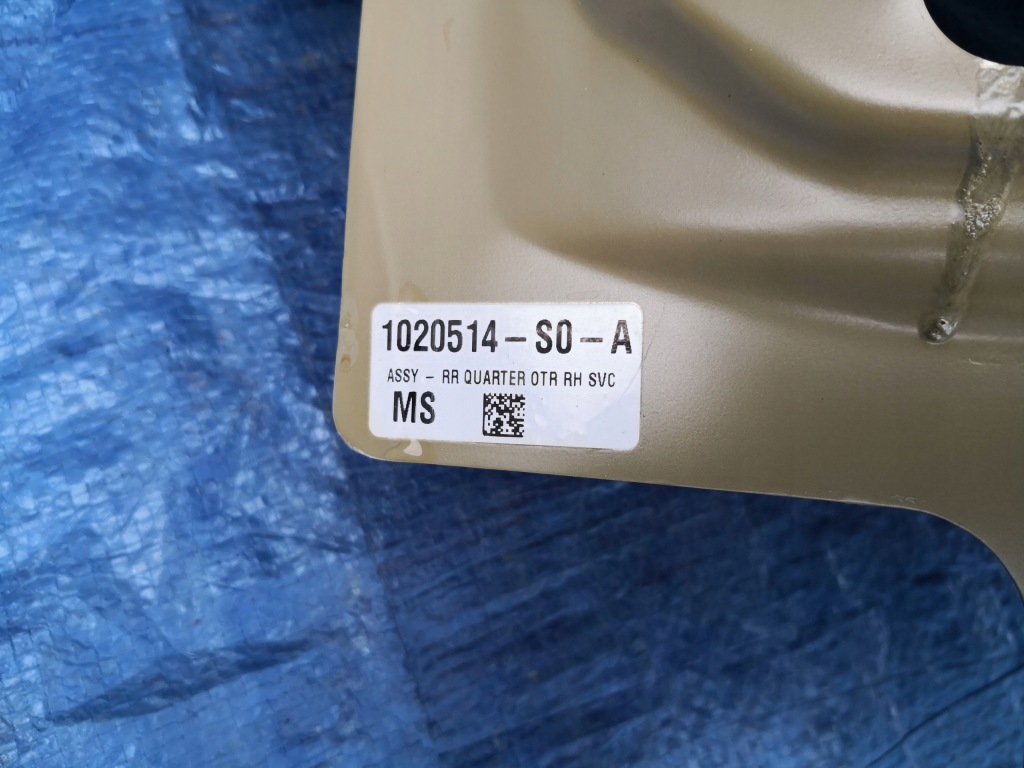 1020514-S0-A
ASSY - RR QUARTER OTR RH SVC
MS